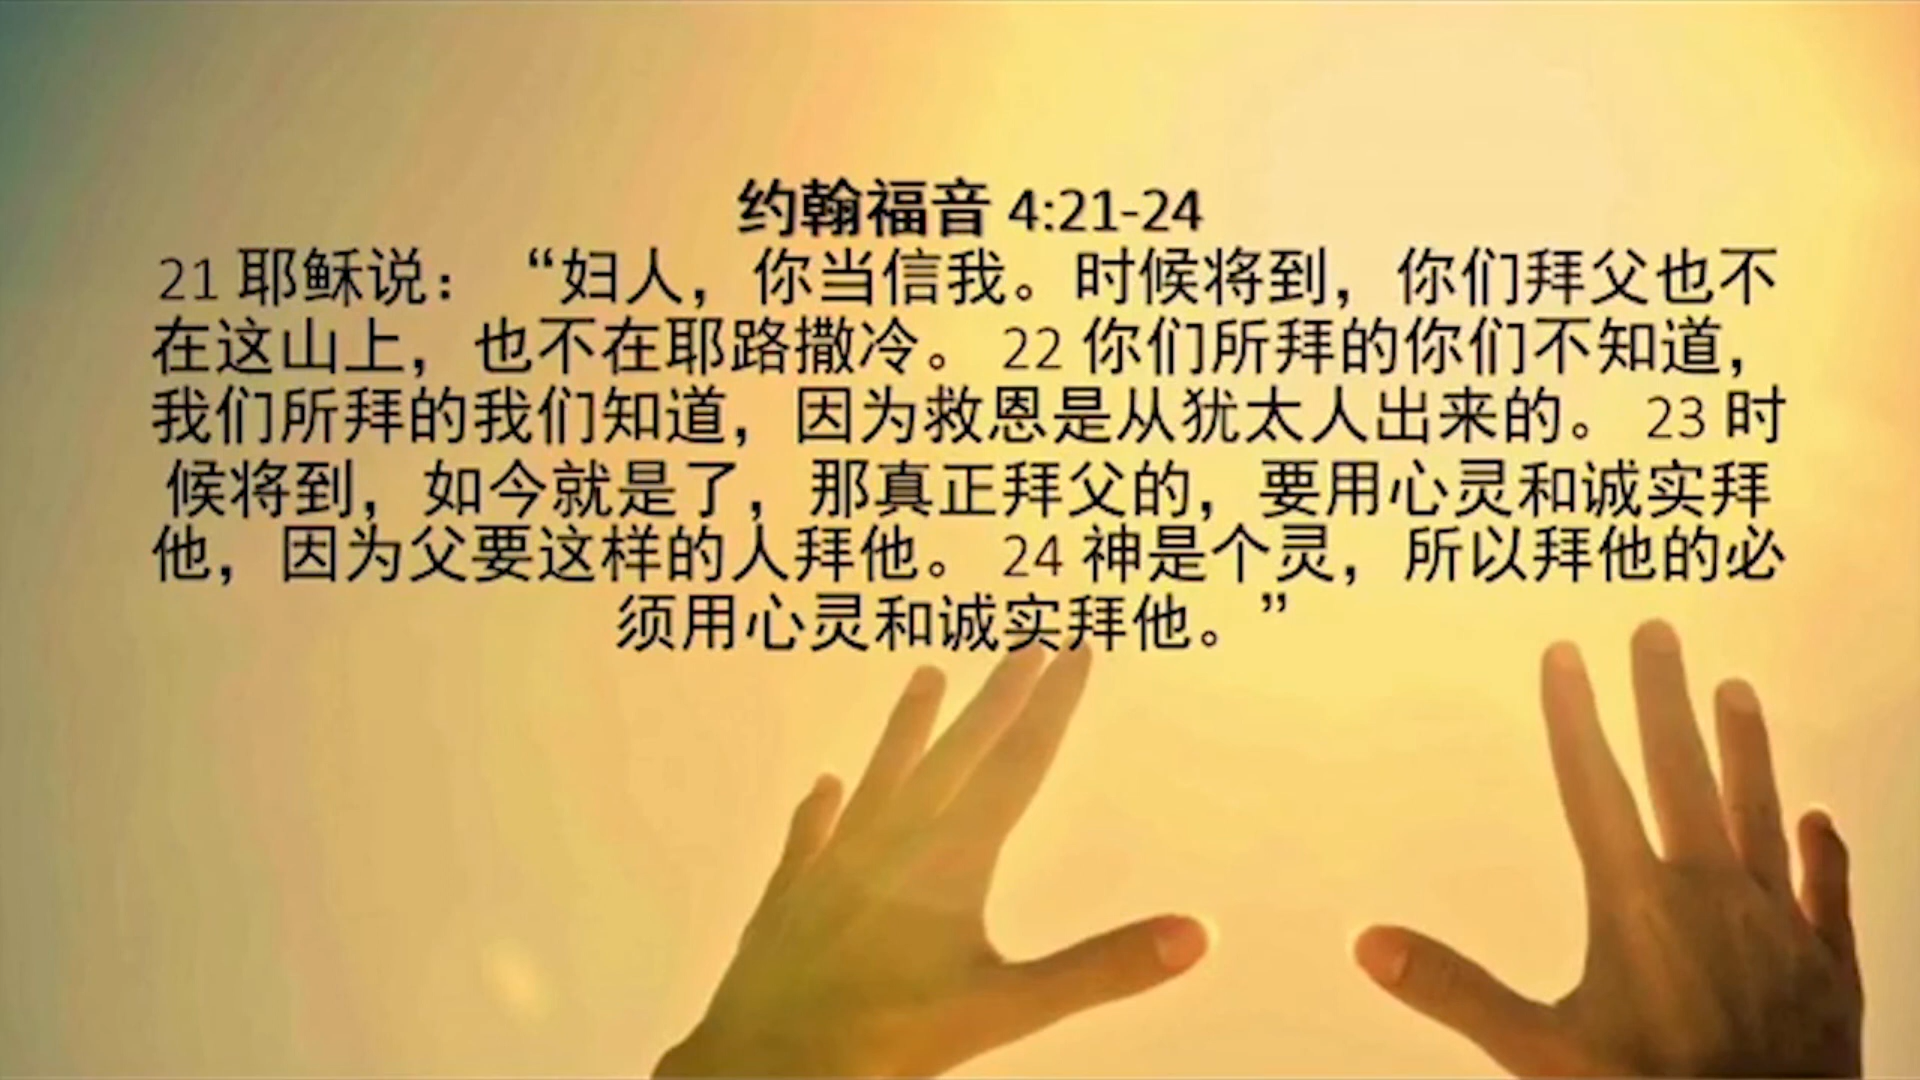 约翰福音 4:21-24
21 耶稣说：“妇人，你当信我。时候将到，你们拜父也不
在这山上，也不在耶路撒冷。 22 你们所拜的你们不知道，
我们所拜的我们知道，因为救恩是从犹太人出来的。 23 时
候将到，如今就是了，那真正拜父的，要用心灵和诚实拜
他，因为父要这样的人拜他。 24 神是个灵，所以拜他的必
须用心灵和诚实拜他。”